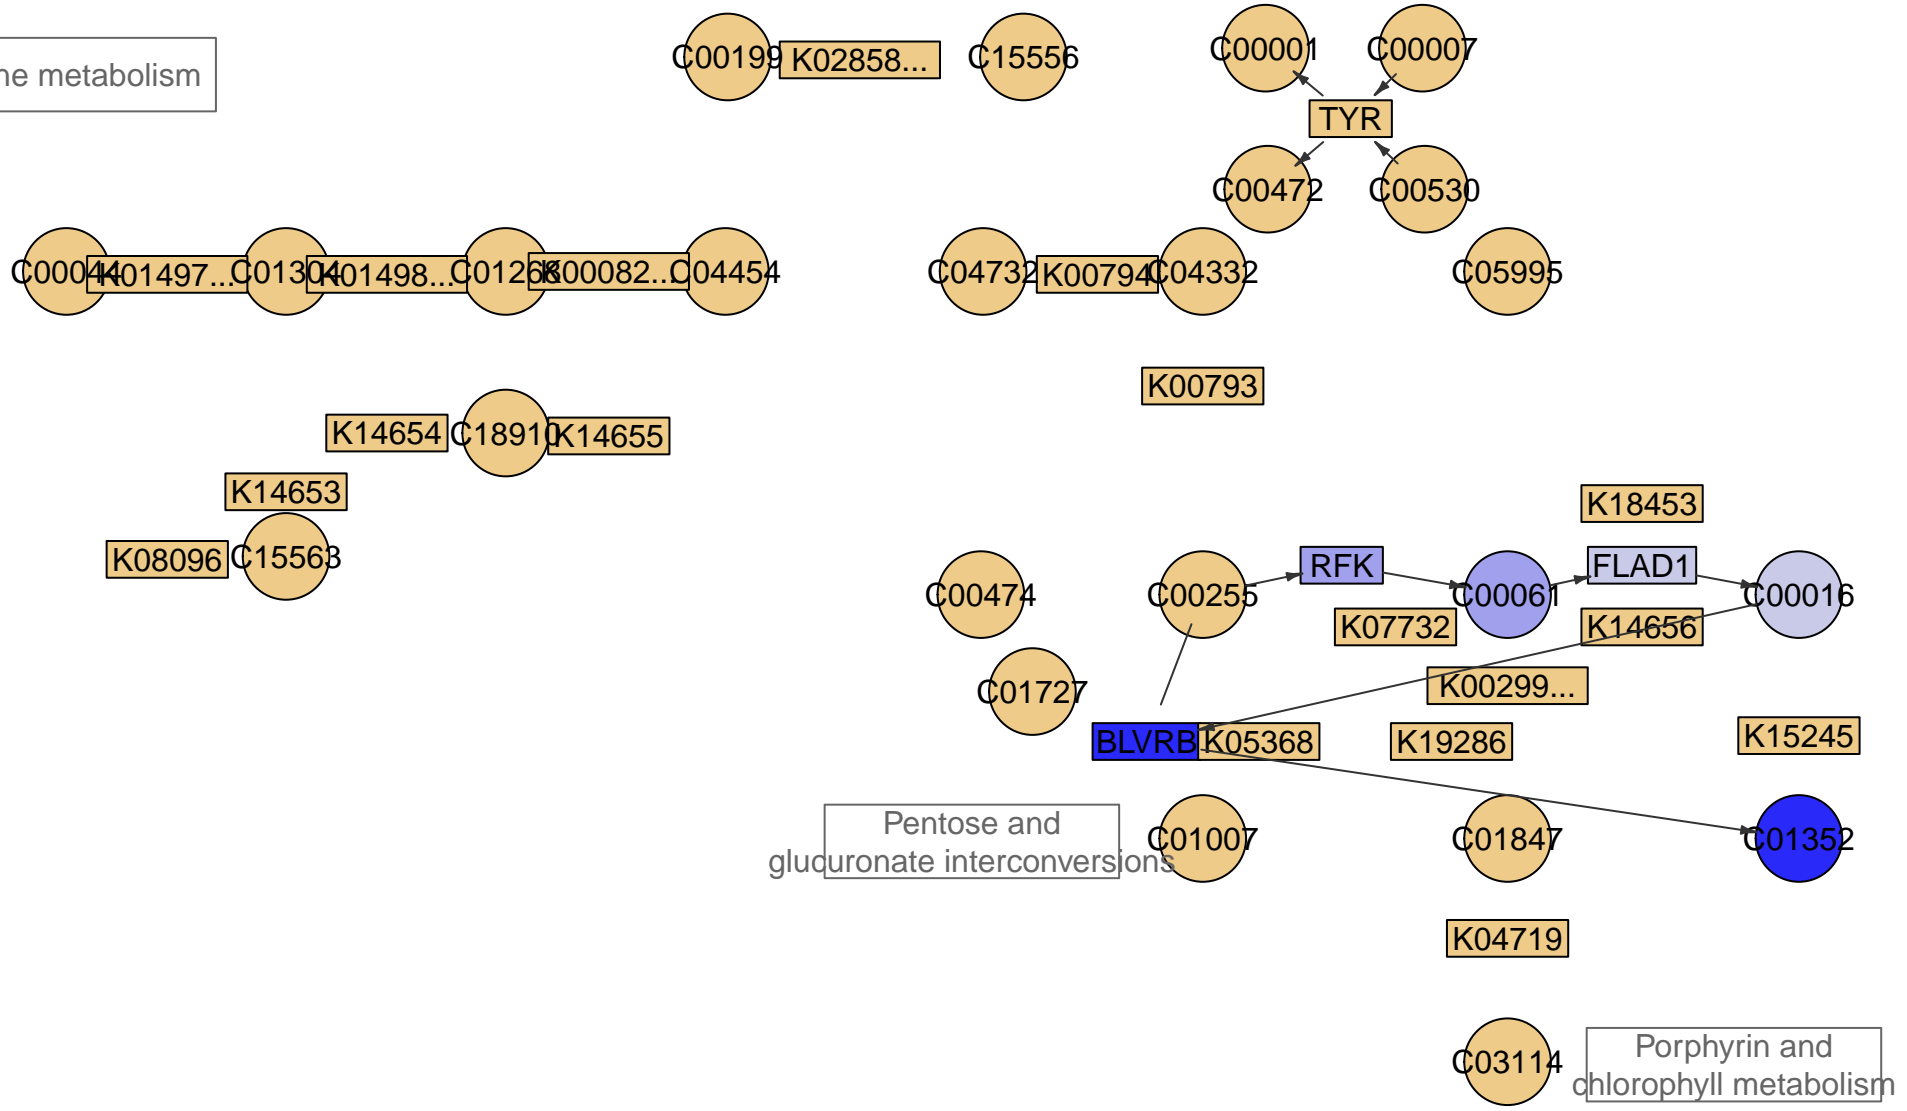 C00199 K02858... C15556 C00001 C00007
ne metabolism
TYR
C00472 C00530
C00044 K01497... C01304 K01498... C01268 K00082... C04454 C04732 K00794 C04332 C05995
K00793
K14654 C18910 K14655
K14653
K18453
K08096 C15563
RFK FLAD1
C00474 C00255 C00061 C00016
K07732 K14656
C01727 K00299...
BLVRB K05368 K19286 K15245
Pentose and
glucuronate interconversions
C01007 C01847 C01352
K04719
C03114
Porphyrin and
chlorophyll metabolism